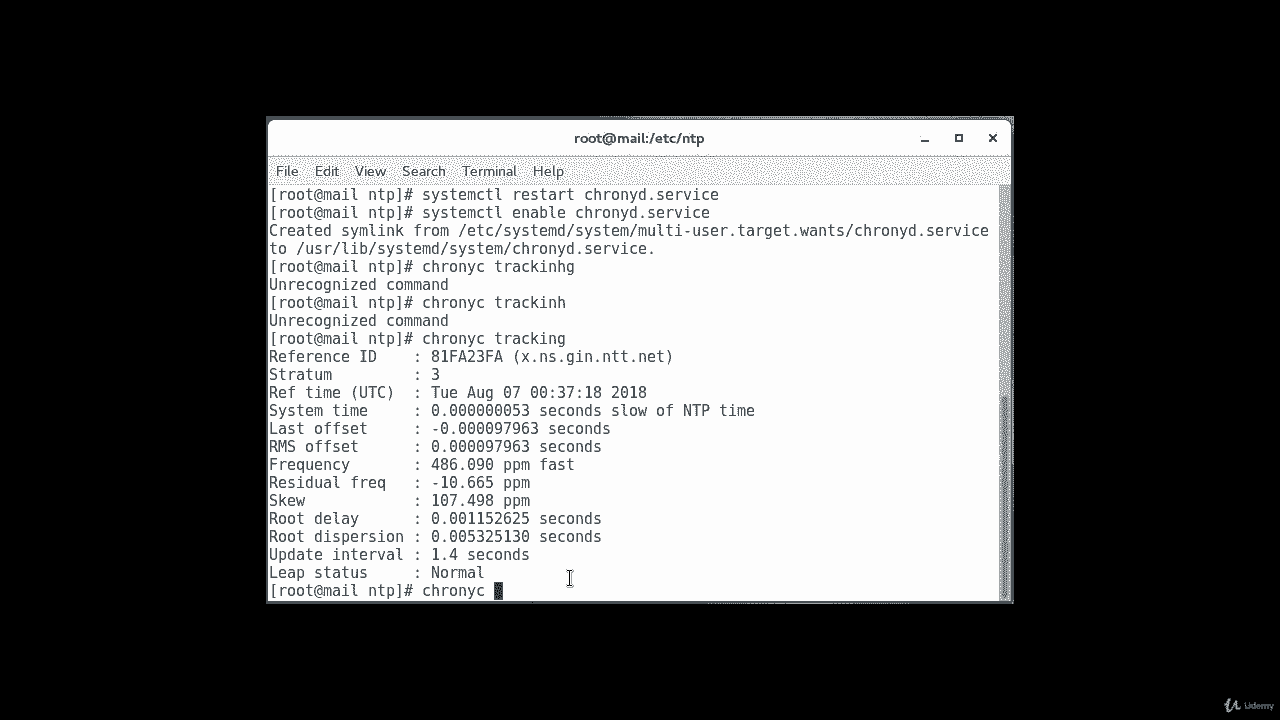 root@mail:/etc/ntp
File Edit View Search Terminal Help
[root@mail ntp]# systemctl restart chronyd.service
[root@mail ntp]# systemctl enable chronyd.service
Created symlink from /etc/systemd/system/multi-user.target.wants/chronyd.service
to /usr/lib/systemd/system/chronyd.service.
[root@mail ntp]# chronyc trackinhg
Unrecognized command
[root@mail ntp]# chronyc trackinh
Unrecognized command
[root@mail ntp]# chronyc tracking
Reference ID    : 81FA23FA (x.ns.gin.ntt.net)
Stratum         : 3
Ref time (UTC)  : Tue Aug 07 00:37:18 2018
System time     : 0.000000053 seconds slow of NTP time
Last offset     : -0.000097963 seconds
RMS offset      : 0.000097963 seconds
Frequency       : 486.090 ppm fast
Residual freq   : -10.665 ppm
Skew            : 107.498 ppm
Root delay      : 0.001152625 seconds
Root dispersion : 0.005325130 seconds
Update interval : 1.4 seconds
Leap status     : Normal
[root@mail ntp]# chronyc
Udemy